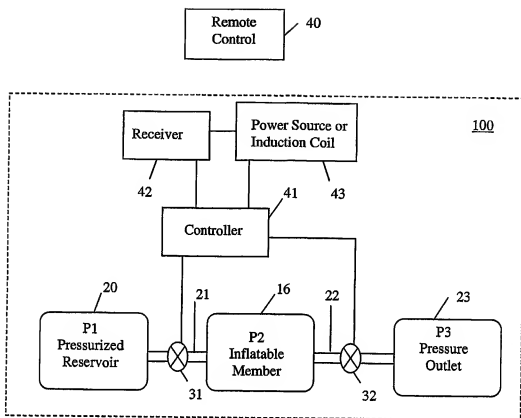 Remote
Control
40
100
Receiver
Power Source or
Induction Coil
42
43
41
Controller
20
21
16
22
23
P1
Pressurized
Reservoir
P2
Inflatable
Member
P3
Pressure
Outlet
31
32